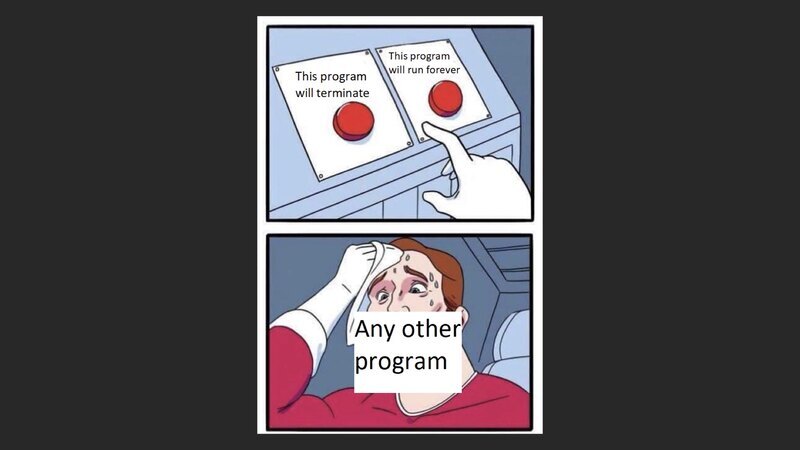 This program
will terminate
This program
will run forever
Any other
program